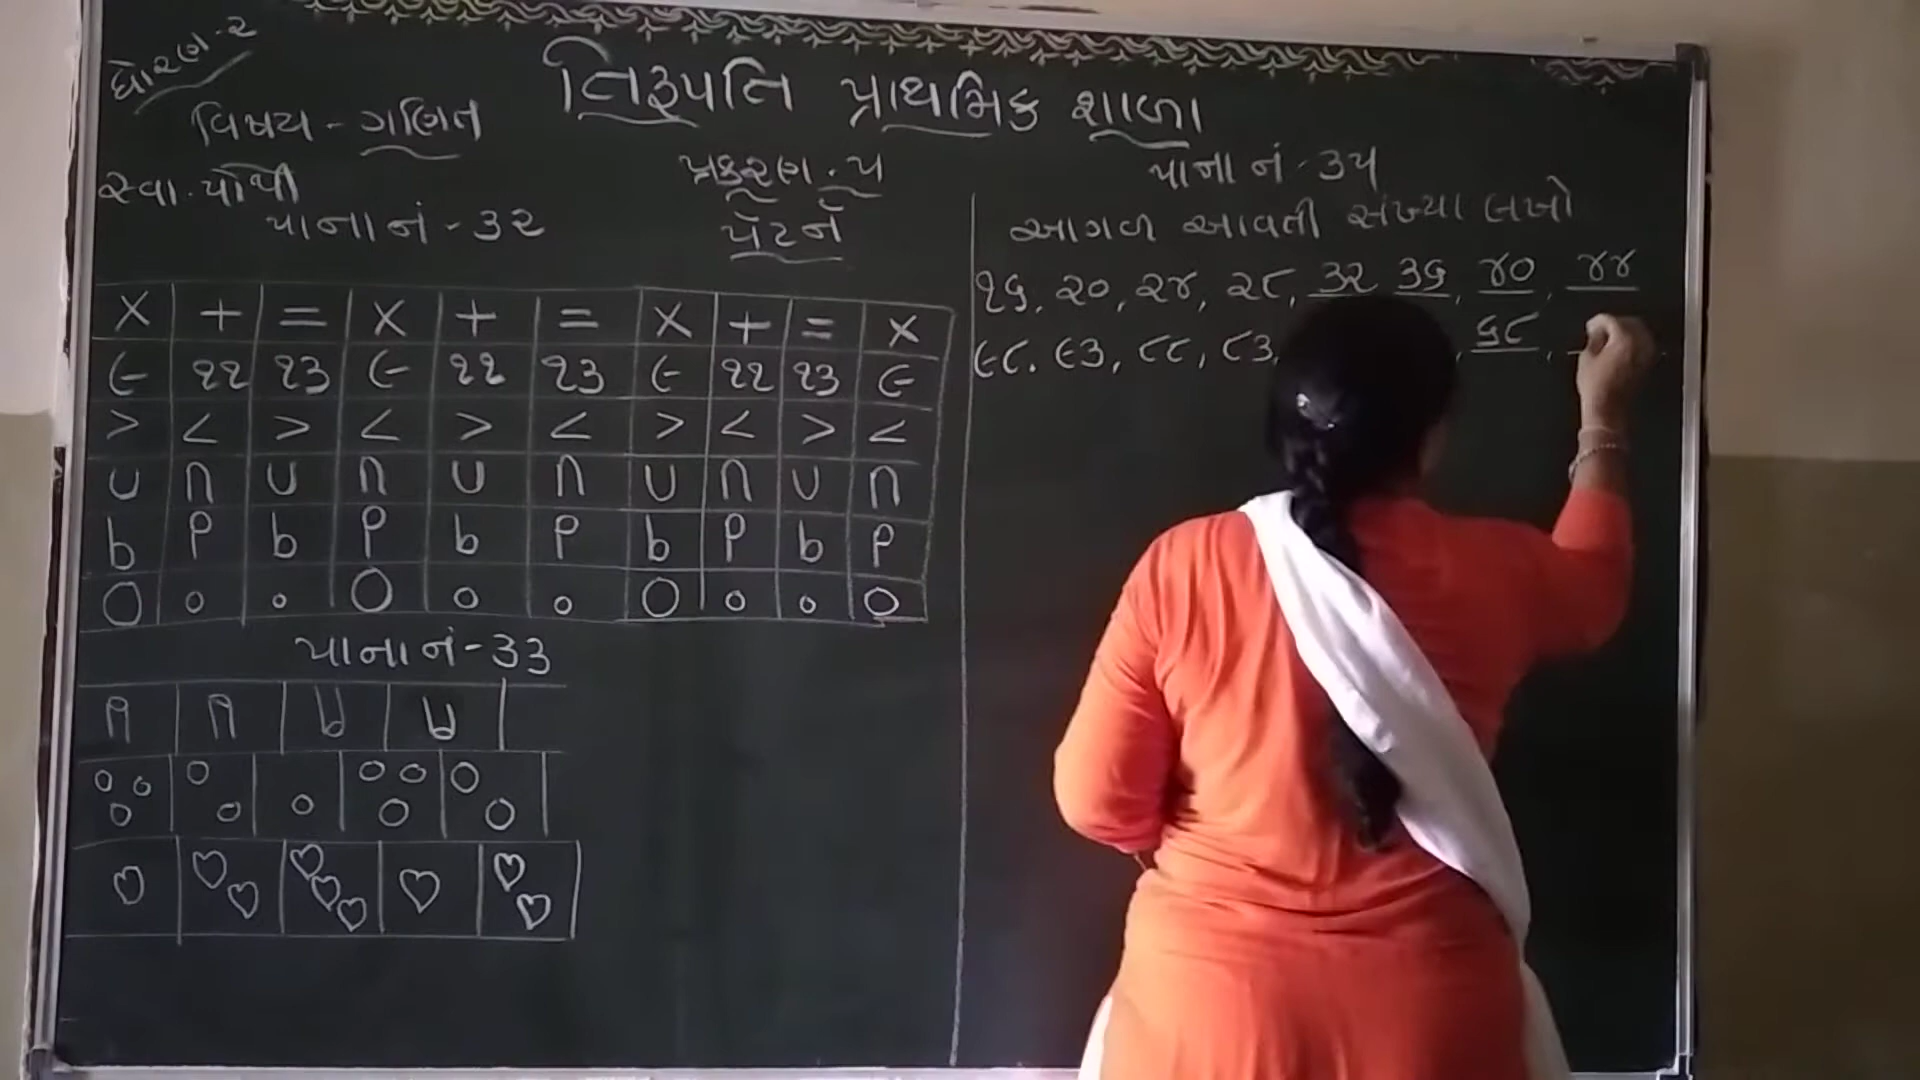 ધોરણ-૨
તિરૂપતિ પ્રાથમિક શાળા
વિષય - ગણિત
સ્વા.પોથી
પ્રકરણ.૫
પેટર્ન
પાના નં - ૩૨
× + = × + = × + = ×
૯ ૧૧ ૧૩ ૯ ૧૧ ૧૩ ૯ ૧૧ ૧૩ ૯
> < > < > < > < > <
U ∩ U ∩ U ∩ U ∩ U ∩
b P b P b P b P b P
O o o O o o O o o O
પાના નં - ૩૩
પાના નં - ૩૫
આગળ આવતી સંખ્યા લખો
૧૬, ૨૦, ૨૪, ૨૮, ૩૨ ૩૬, ૪૦, ૪૪
૯૮. ૯૩, ૮૮, ૮૩, ૬૮,